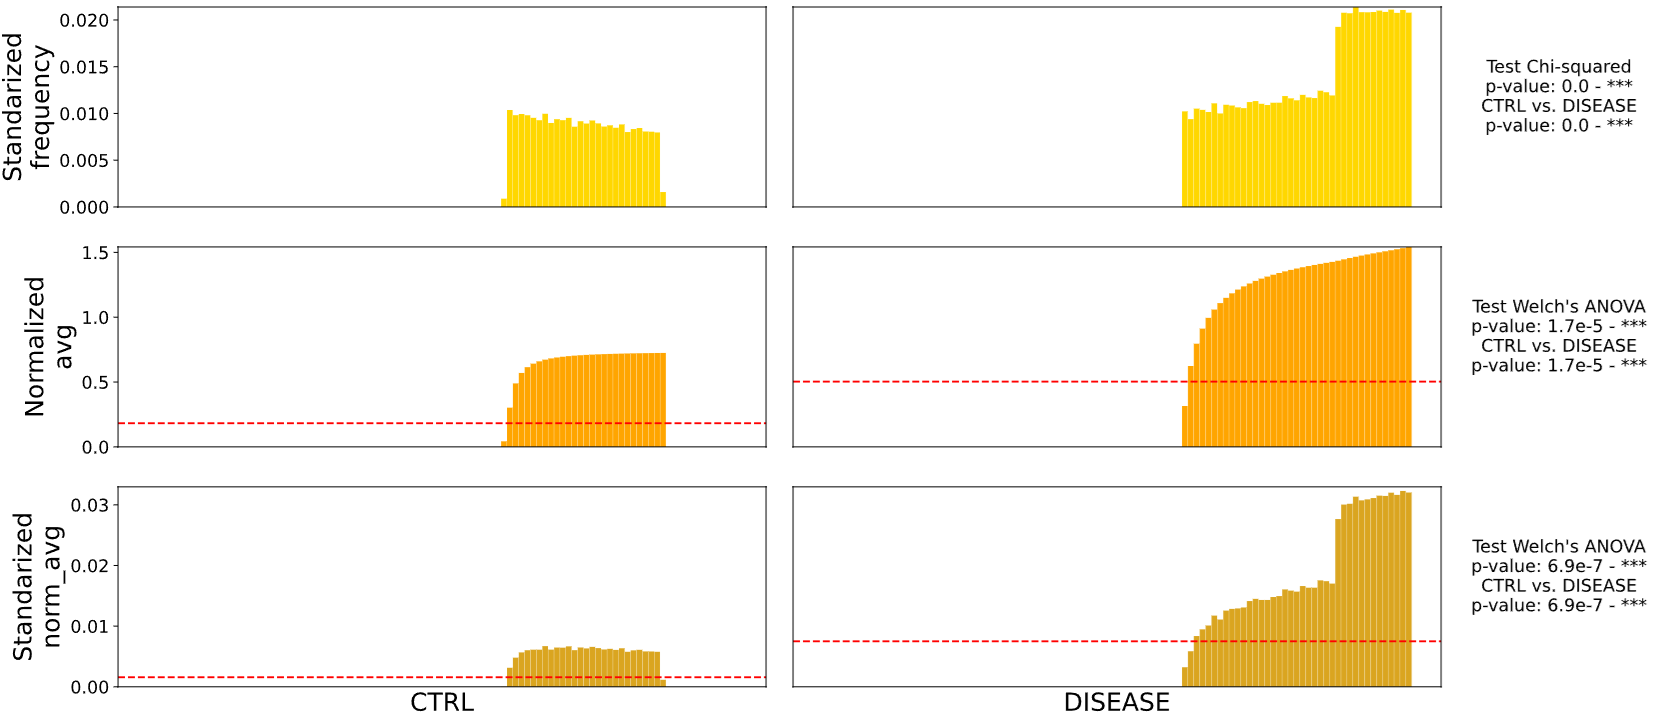 Standarized
frequency
0.020
0.015
0.010
0.005
0.000
Test Chi-squared
p-value: 0.0 - ***
CTRL vs. DISEASE
p-value: 0.0 - ***
Normalized
avg
1.5
1.0
0.5
0.0
Test Welch's ANOVA
p-value: 1.7e-5 - ***
CTRL vs. DISEASE
p-value: 1.7e-5 - ***
Standarized
norm_avg
0.03
0.02
0.01
0.00
Test Welch's ANOVA
p-value: 6.9e-7 - ***
CTRL vs. DISEASE
p-value: 6.9e-7 - ***
CTRL
DISEASE